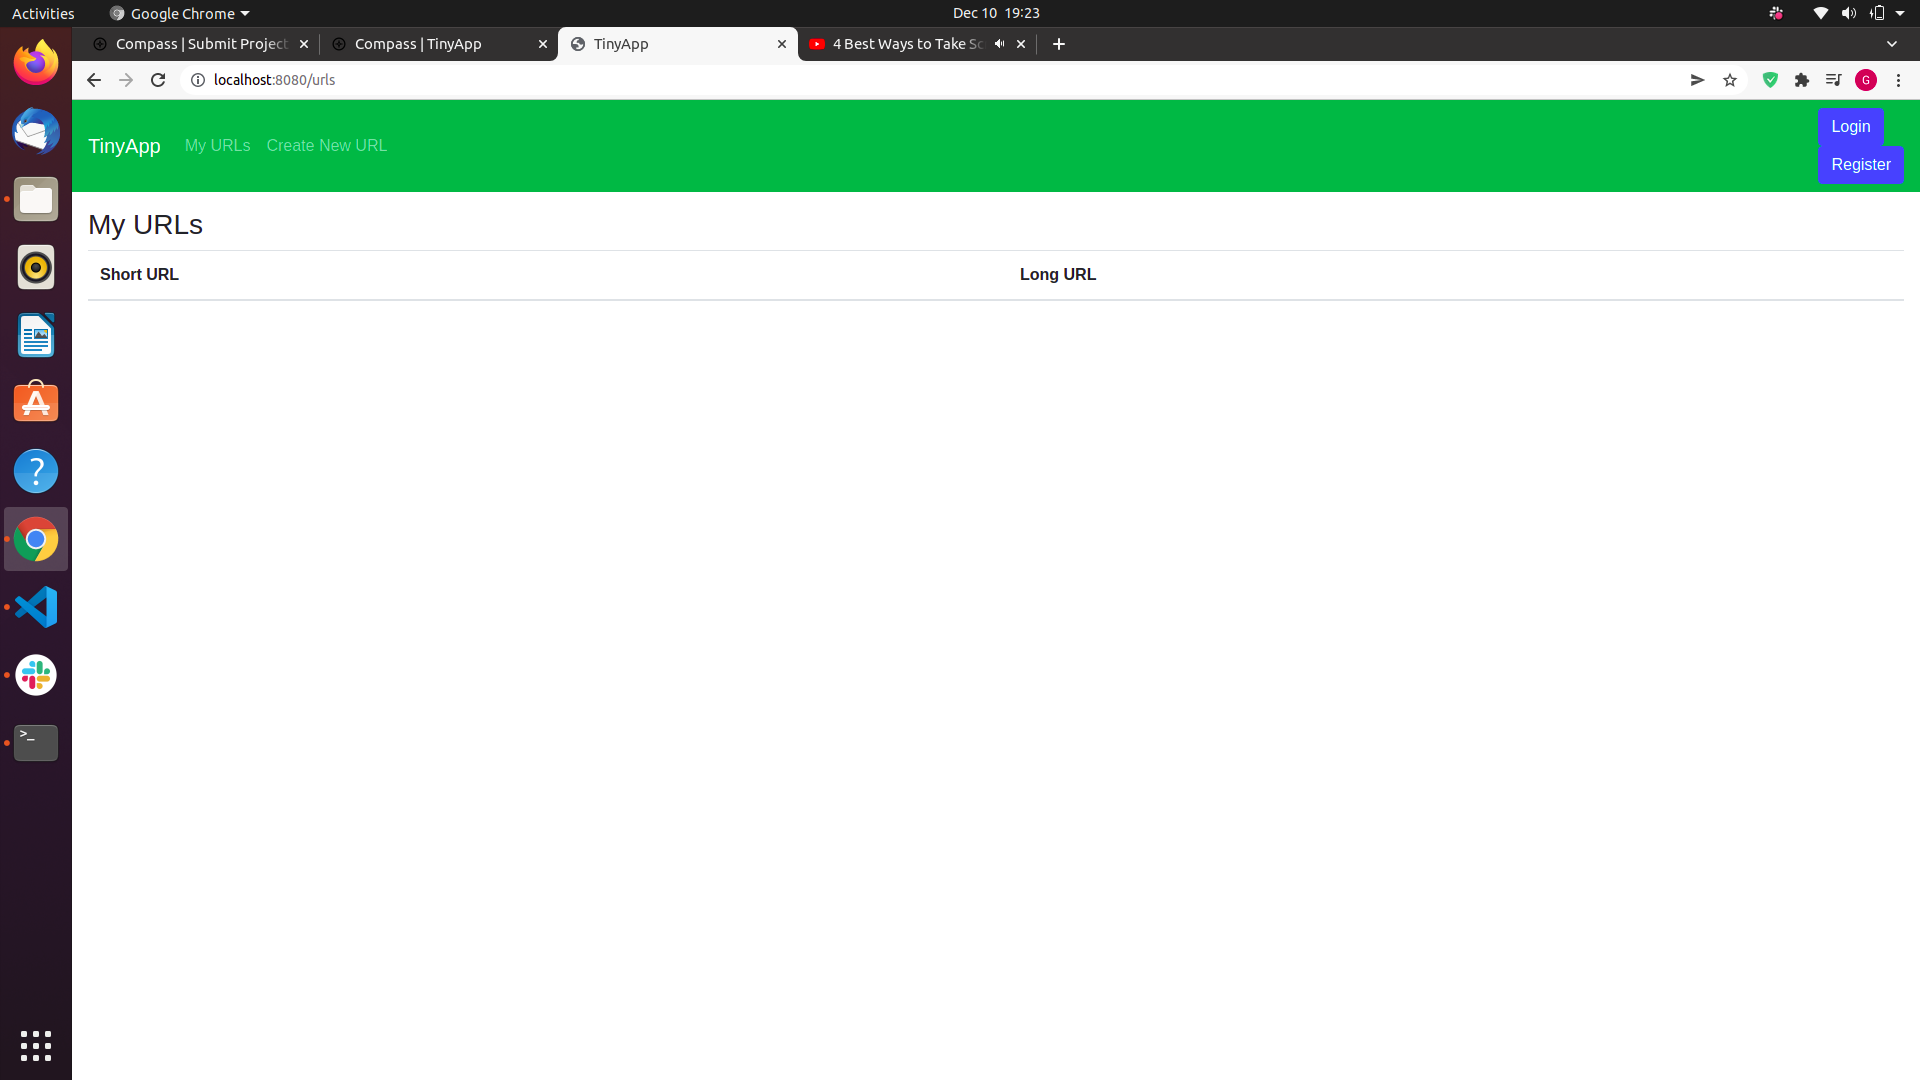 Activities
Google Chrome
Dec 10 19:23
Compass | Submit Project
Compass | TinyApp
TinyApp
4 Best Ways to Take Sc
localhost:8080/urls
G
TinyApp
My URLs
Create New URL
Login
Register
My URLs
Short URL
Long URL
?
>_